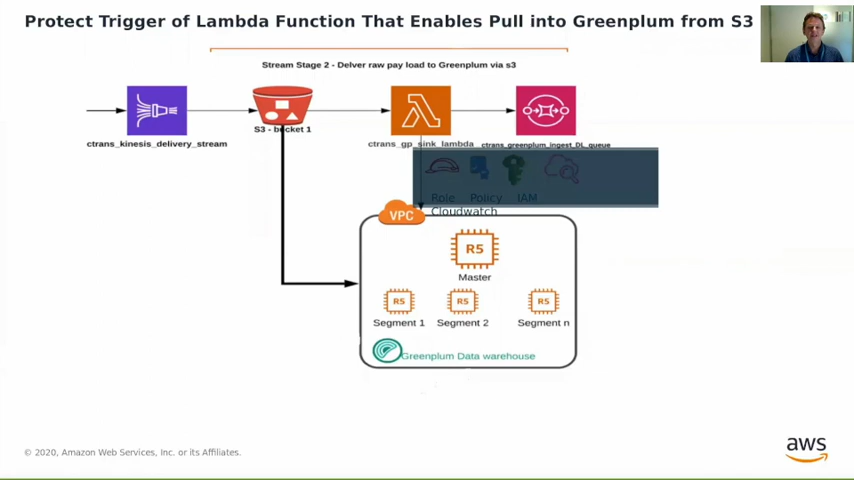 Protect Trigger of Lambda Function That Enables Pull into Greenplum from S3
Stream Stage 2 - Delver raw pay load to Greenplum via s3
S3 - bucket 1
ctrans_kinesis_delivery_stream
ctrans_gp_sink_lambda
ctrans_greenplum_ingest_DL_queue
Role Policy IAM
Cloudwatch
VPC
R5
Master
R5 R5 R5
Segment 1 Segment 2 Segment n
Greenplum Data warehouse
© 2020, Amazon Web Services, Inc. or its Affiliates.
aws